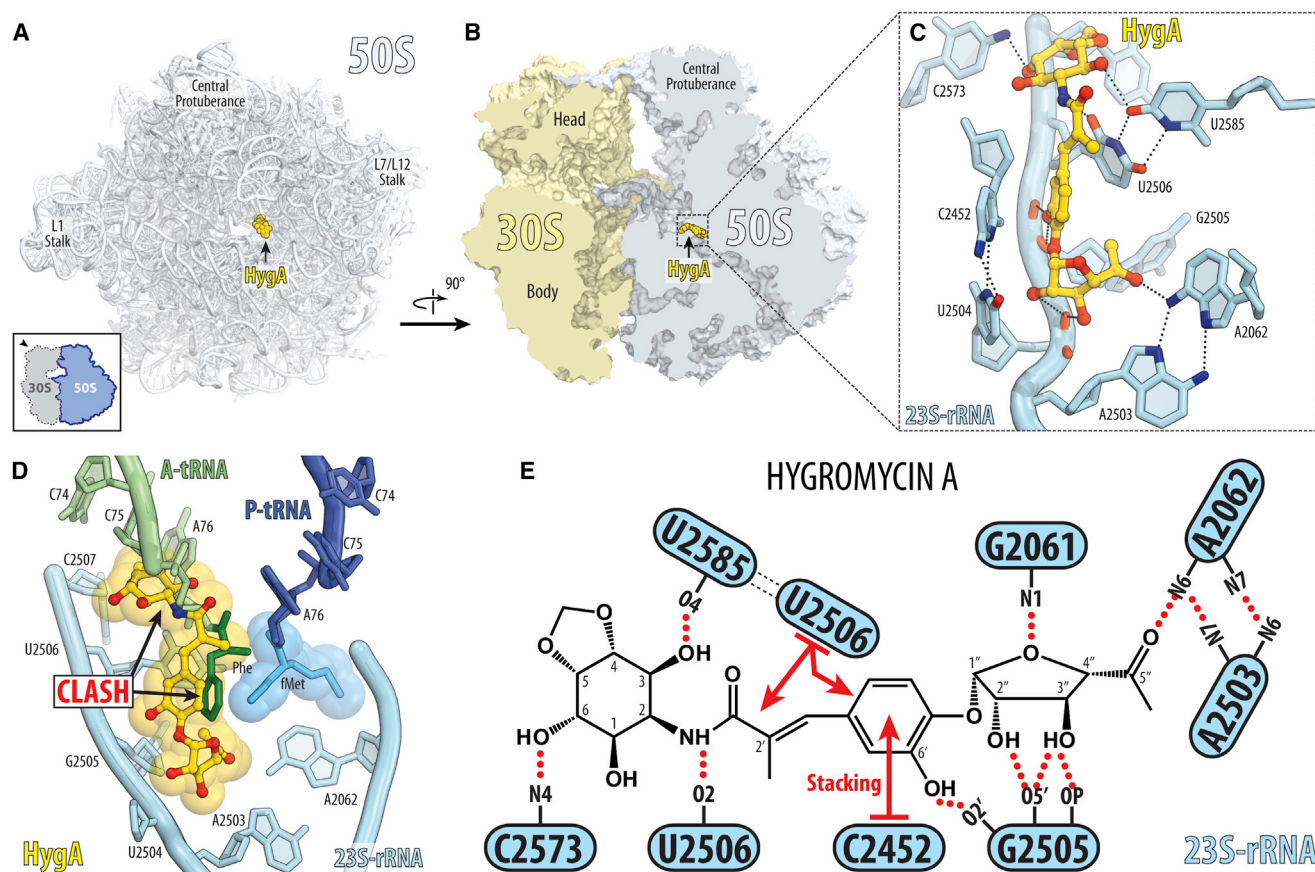 A
50S
Central
Protuberance
L7/L12
Stalk
L1
Stalk
HygA
30S
50S
90°
B
Central
Protuberance
Head
30S
50S
HygA
Body
C
HygA
C2573
U2585
U2506
C2452
G2505
U2504
A2062
A2503
23S-rRNA
D
A-tRNA
C74
C75
A76
P-tRNA
C74
C75
A76
C2507
U2506
CLASH
Phe
fMet
G2505
A2062
A2503
U2504
HygA
23S-rRNA
E
HYGROMYCIN A
U2585
O4
U2506
G2061
N1
A2062
N6
N7
N7
N6
A2503
O
O
OH
4
5
3
6
2
1
HO
OH
NH
O
2'
6'
OH
O
1"
O
4"
2"
3"
OH
HO
O
5"
Stacking
N4
O2
O2'
O5'
OP
C2573
U2506
C2452
G2505
23S-rRNA